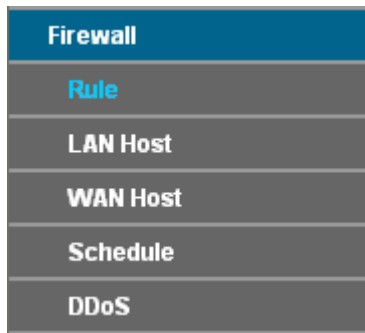 Firewall
Rule
LAN Host
WAN Host
Schedule
DDoS